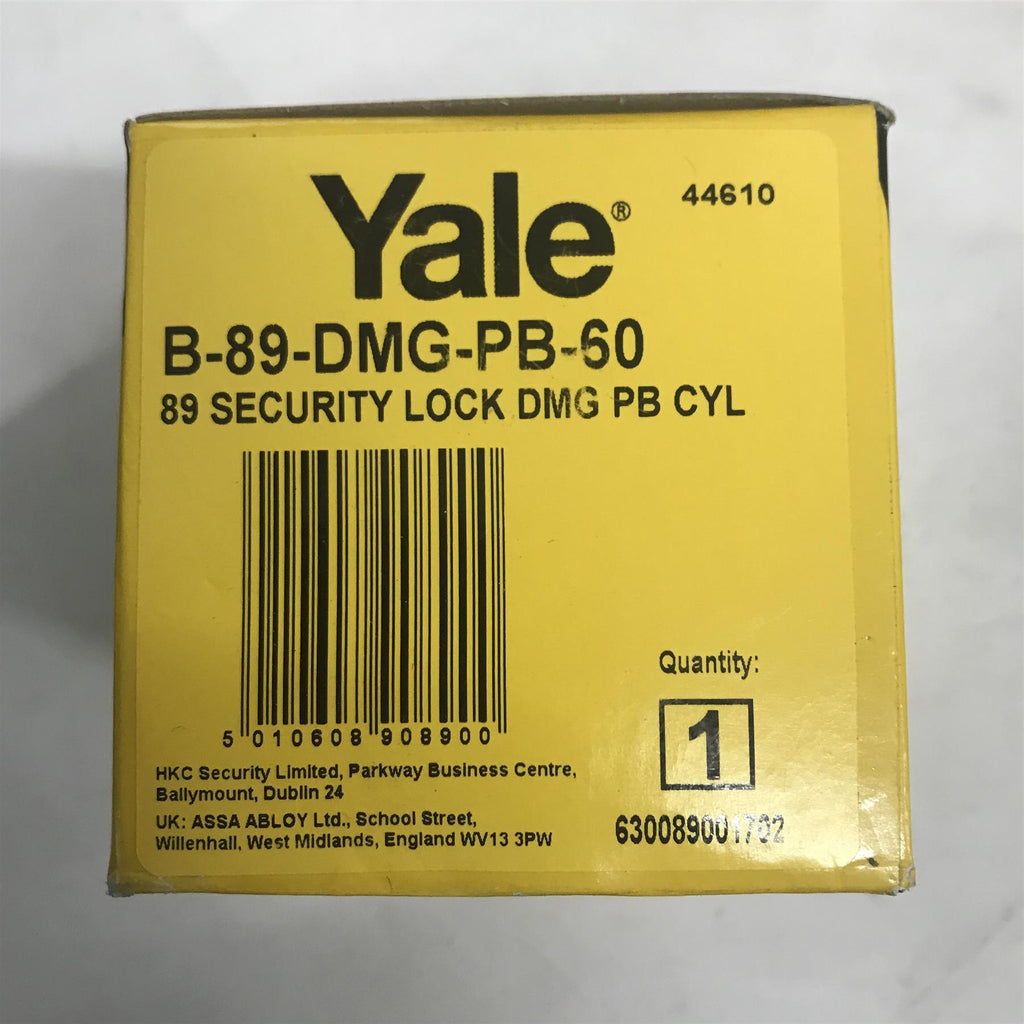 Yale®
44610
B-89-DMG-PB-60
89 SECURITY LOCK DMG PB CYL
5 010608 908900
Quantity:
1
HKC Security Limited, Parkway Business Centre,
Ballymount, Dublin 24
UK: ASSA ABLOY Ltd., School Street,
Willenhall, West Midlands, England WV13 3PW
630089001702